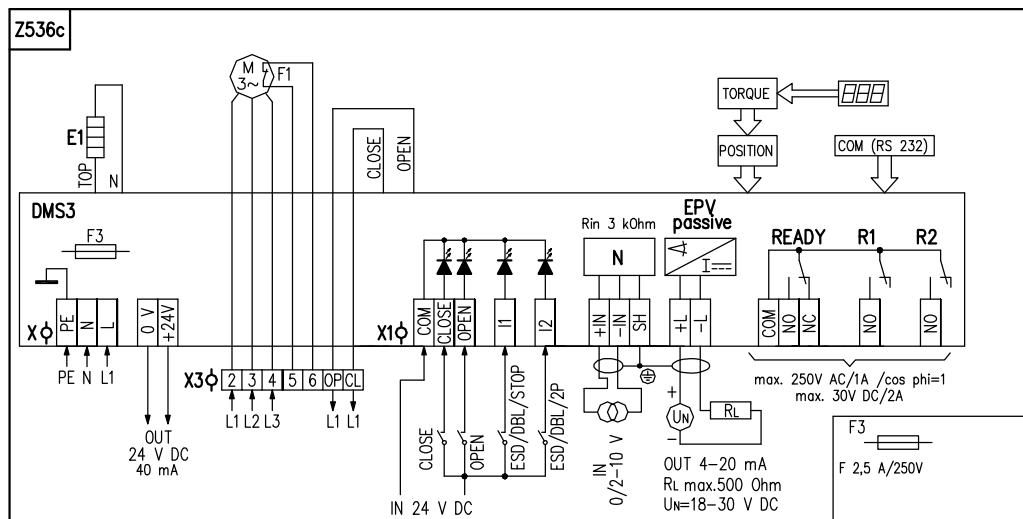 Z536c
M
3~
F1
E1
TOP
N
CLOSE
OPEN
TORQUE
POSITION
COM (RS 232)
DMS3
F3
Rin 3 kOhm
N
EPV
passive
I
READY
R1
R2
X
PE
N
L
0 V
+24V
X1
COM
CLOSE
OPEN
I1
I2
+IN
-IN
SH
+L
-L
COM
NO
NC
NO
NO
PE N L1
X3
2 3 4 5 6 OP CL
L1 L2 L3
L1 L1
OUT
24 V DC
40 mA
CLOSE
OPEN
ESD/DBL/STOP
ESD/DBL/2P
IN 24 V DC
IN
0/2-10 V
+
UN
-
RL
OUT 4-20 mA
RL max.500 Ohm
UN=18-30 V DC
max. 250V AC/1A /cos phi=1
max. 30V DC/2A
F3
F 2,5 A/250V